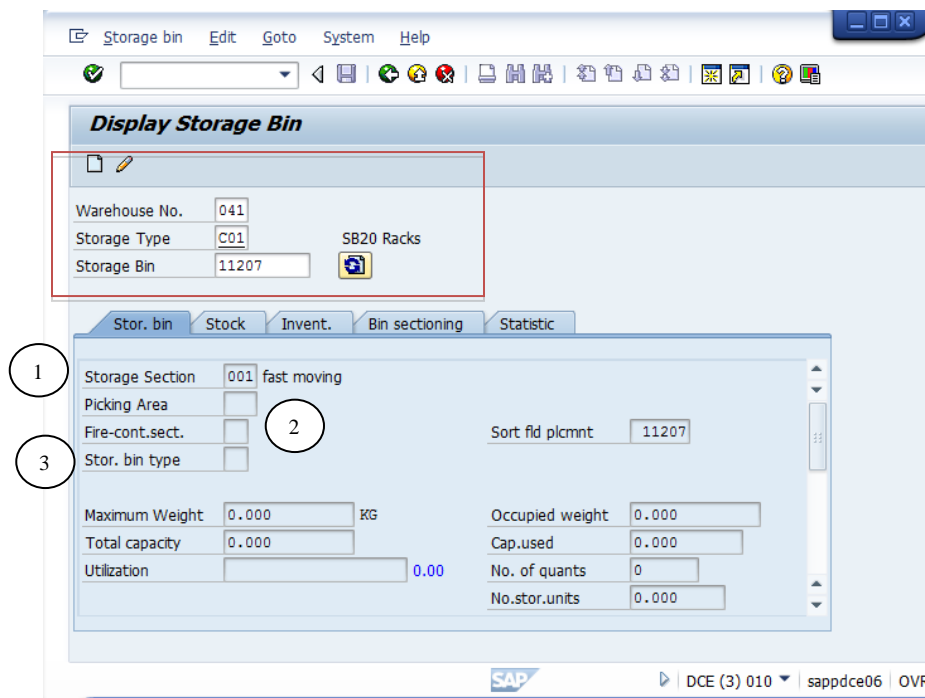 Storage bin Edit Goto System Help
Display Storage Bin
Warehouse No. 041
Storage Type C01 SB20 Racks
Storage Bin 11207
Stor. bin Stock Invent. Bin sectioning Statistic
1
Storage Section 001 fast moving
Picking Area
2
Fire-cont.sect. Sort fld plcmnt 11207
3
Stor. bin type
Maximum Weight 0.000 KG Occupied weight 0.000
Total capacity 0.000 Cap.used 0.000
Utilization 0.00 No. of quants 0
No.stor.units 0.000
SAP DCE (3) 010 sappdce06 OVR